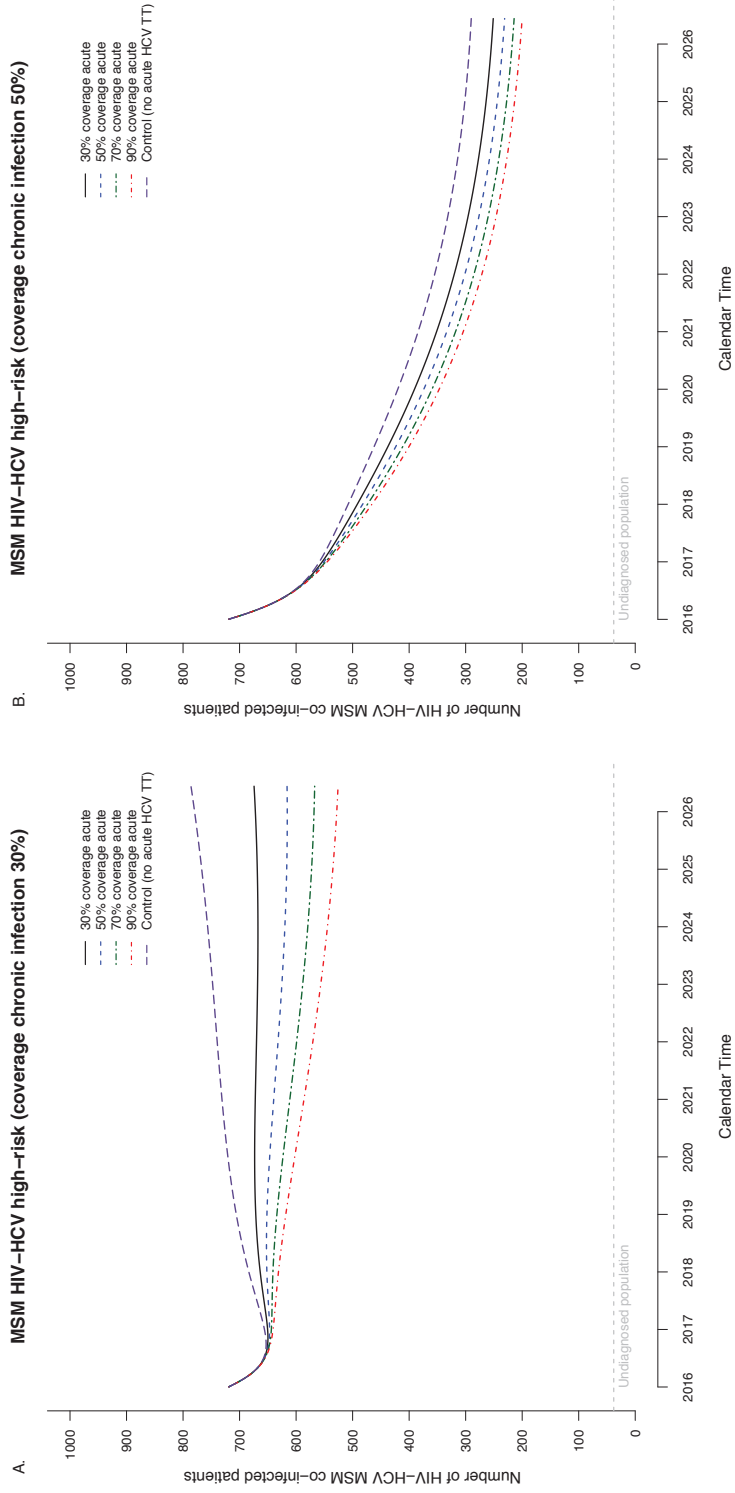 A.
MSM HIV−HCV high−risk (coverage chronic infection 30%)
30% coverage acute
50% coverage acute
70% coverage acute
90% coverage acute
Control (no acute HCV TT)
Number of HIV−HCV MSM co−infected patients
1000
900
800
700
600
500
400
300
200
100
0
Undiagnosed population
2016
2017
2018
2019
2020
2021
2022
2023
2024
2025
2026
Calendar Time
B.
MSM HIV−HCV high−risk (coverage chronic infection 50%)
30% coverage acute
50% coverage acute
70% coverage acute
90% coverage acute
Control (no acute HCV TT)
Number of HIV−HCV MSM co−infected patients
1000
900
800
700
600
500
400
300
200
100
0
Undiagnosed population
2016
2017
2018
2019
2020
2021
2022
2023
2024
2025
2026
Calendar Time